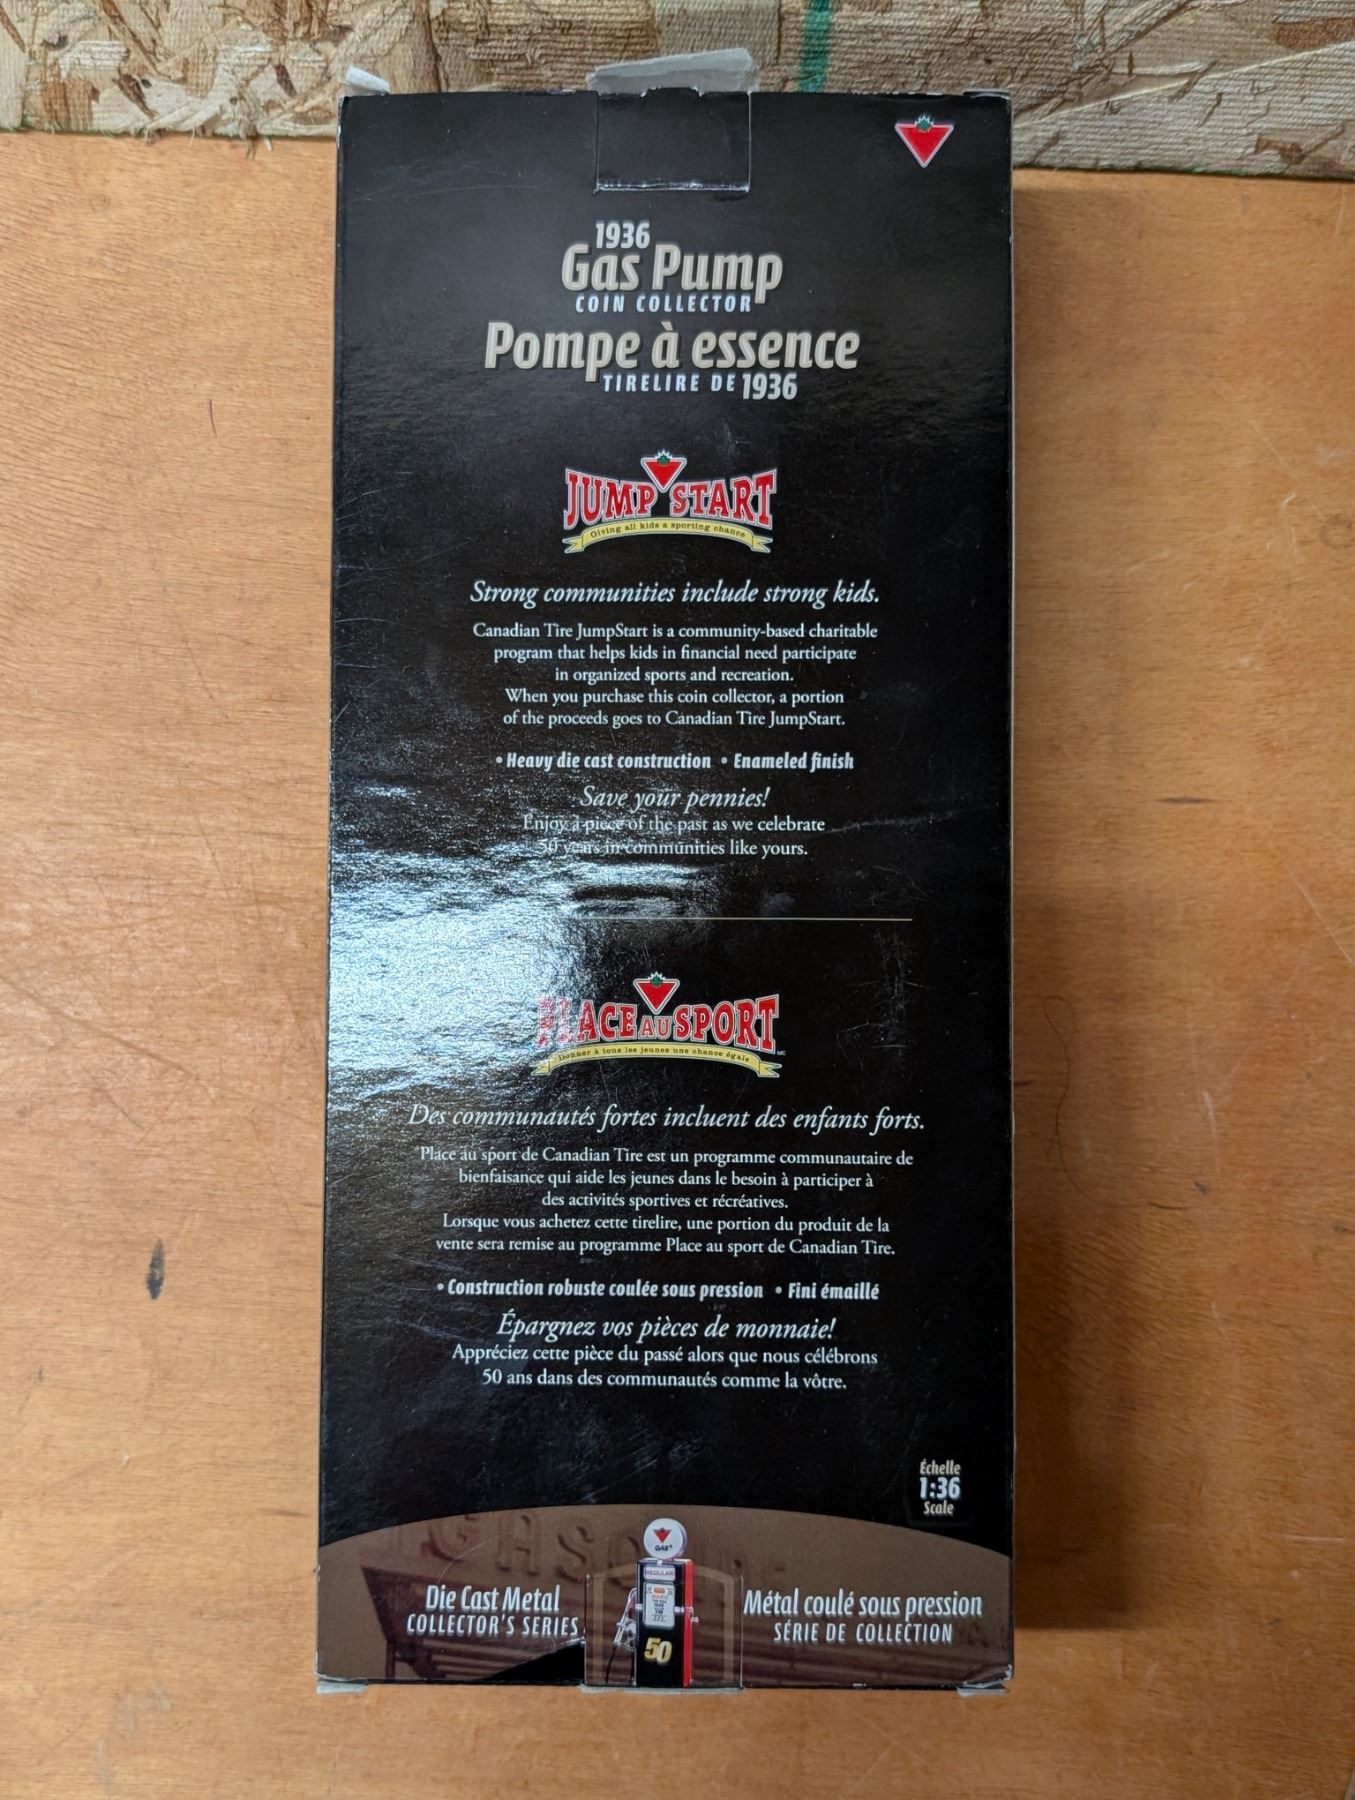 1936
Gas Pump
COIN COLLECTOR
Pompe à essence
TIRELIRE DE 1936
JUMP START
Giving all kids a sporting chance
Strong communities include strong kids.
Canadian Tire JumpStart is a community-based charitable
program that helps kids in financial need participate
in organized sports and recreation.
When you purchase this coin collector, a portion
of the proceeds goes to Canadian Tire JumpStart.
• Heavy die cast construction • Enameled finish
Save your pennies!
Enjoy a piece of the past as we celebrate
50 years in communities like yours.
PLACE AU SPORT MC
Donner à tous les jeunes une chance égale
Des communautés fortes incluent des enfants forts.
Place au sport de Canadian Tire est un programme communautaire de
bienfaisance qui aide les jeunes dans le besoin à participer à
des activités sportives et récréatives.
Lorsque vous achetez cette tirelire, une portion du produit de la
vente sera remise au programme Place au sport de Canadian Tire.
• Construction robuste coulée sous pression • Fini émaillé
Épargnez vos pièces de monnaie!
Appréciez cette pièce du passé alors que nous célébrons
50 ans dans des communautés comme la vôtre.
Échelle
1:36
Scale
GAS+
REGULAR
50
Die Cast Metal
COLLECTOR'S SERIES
Métal coulé sous pression
SÉRIE DE COLLECTION